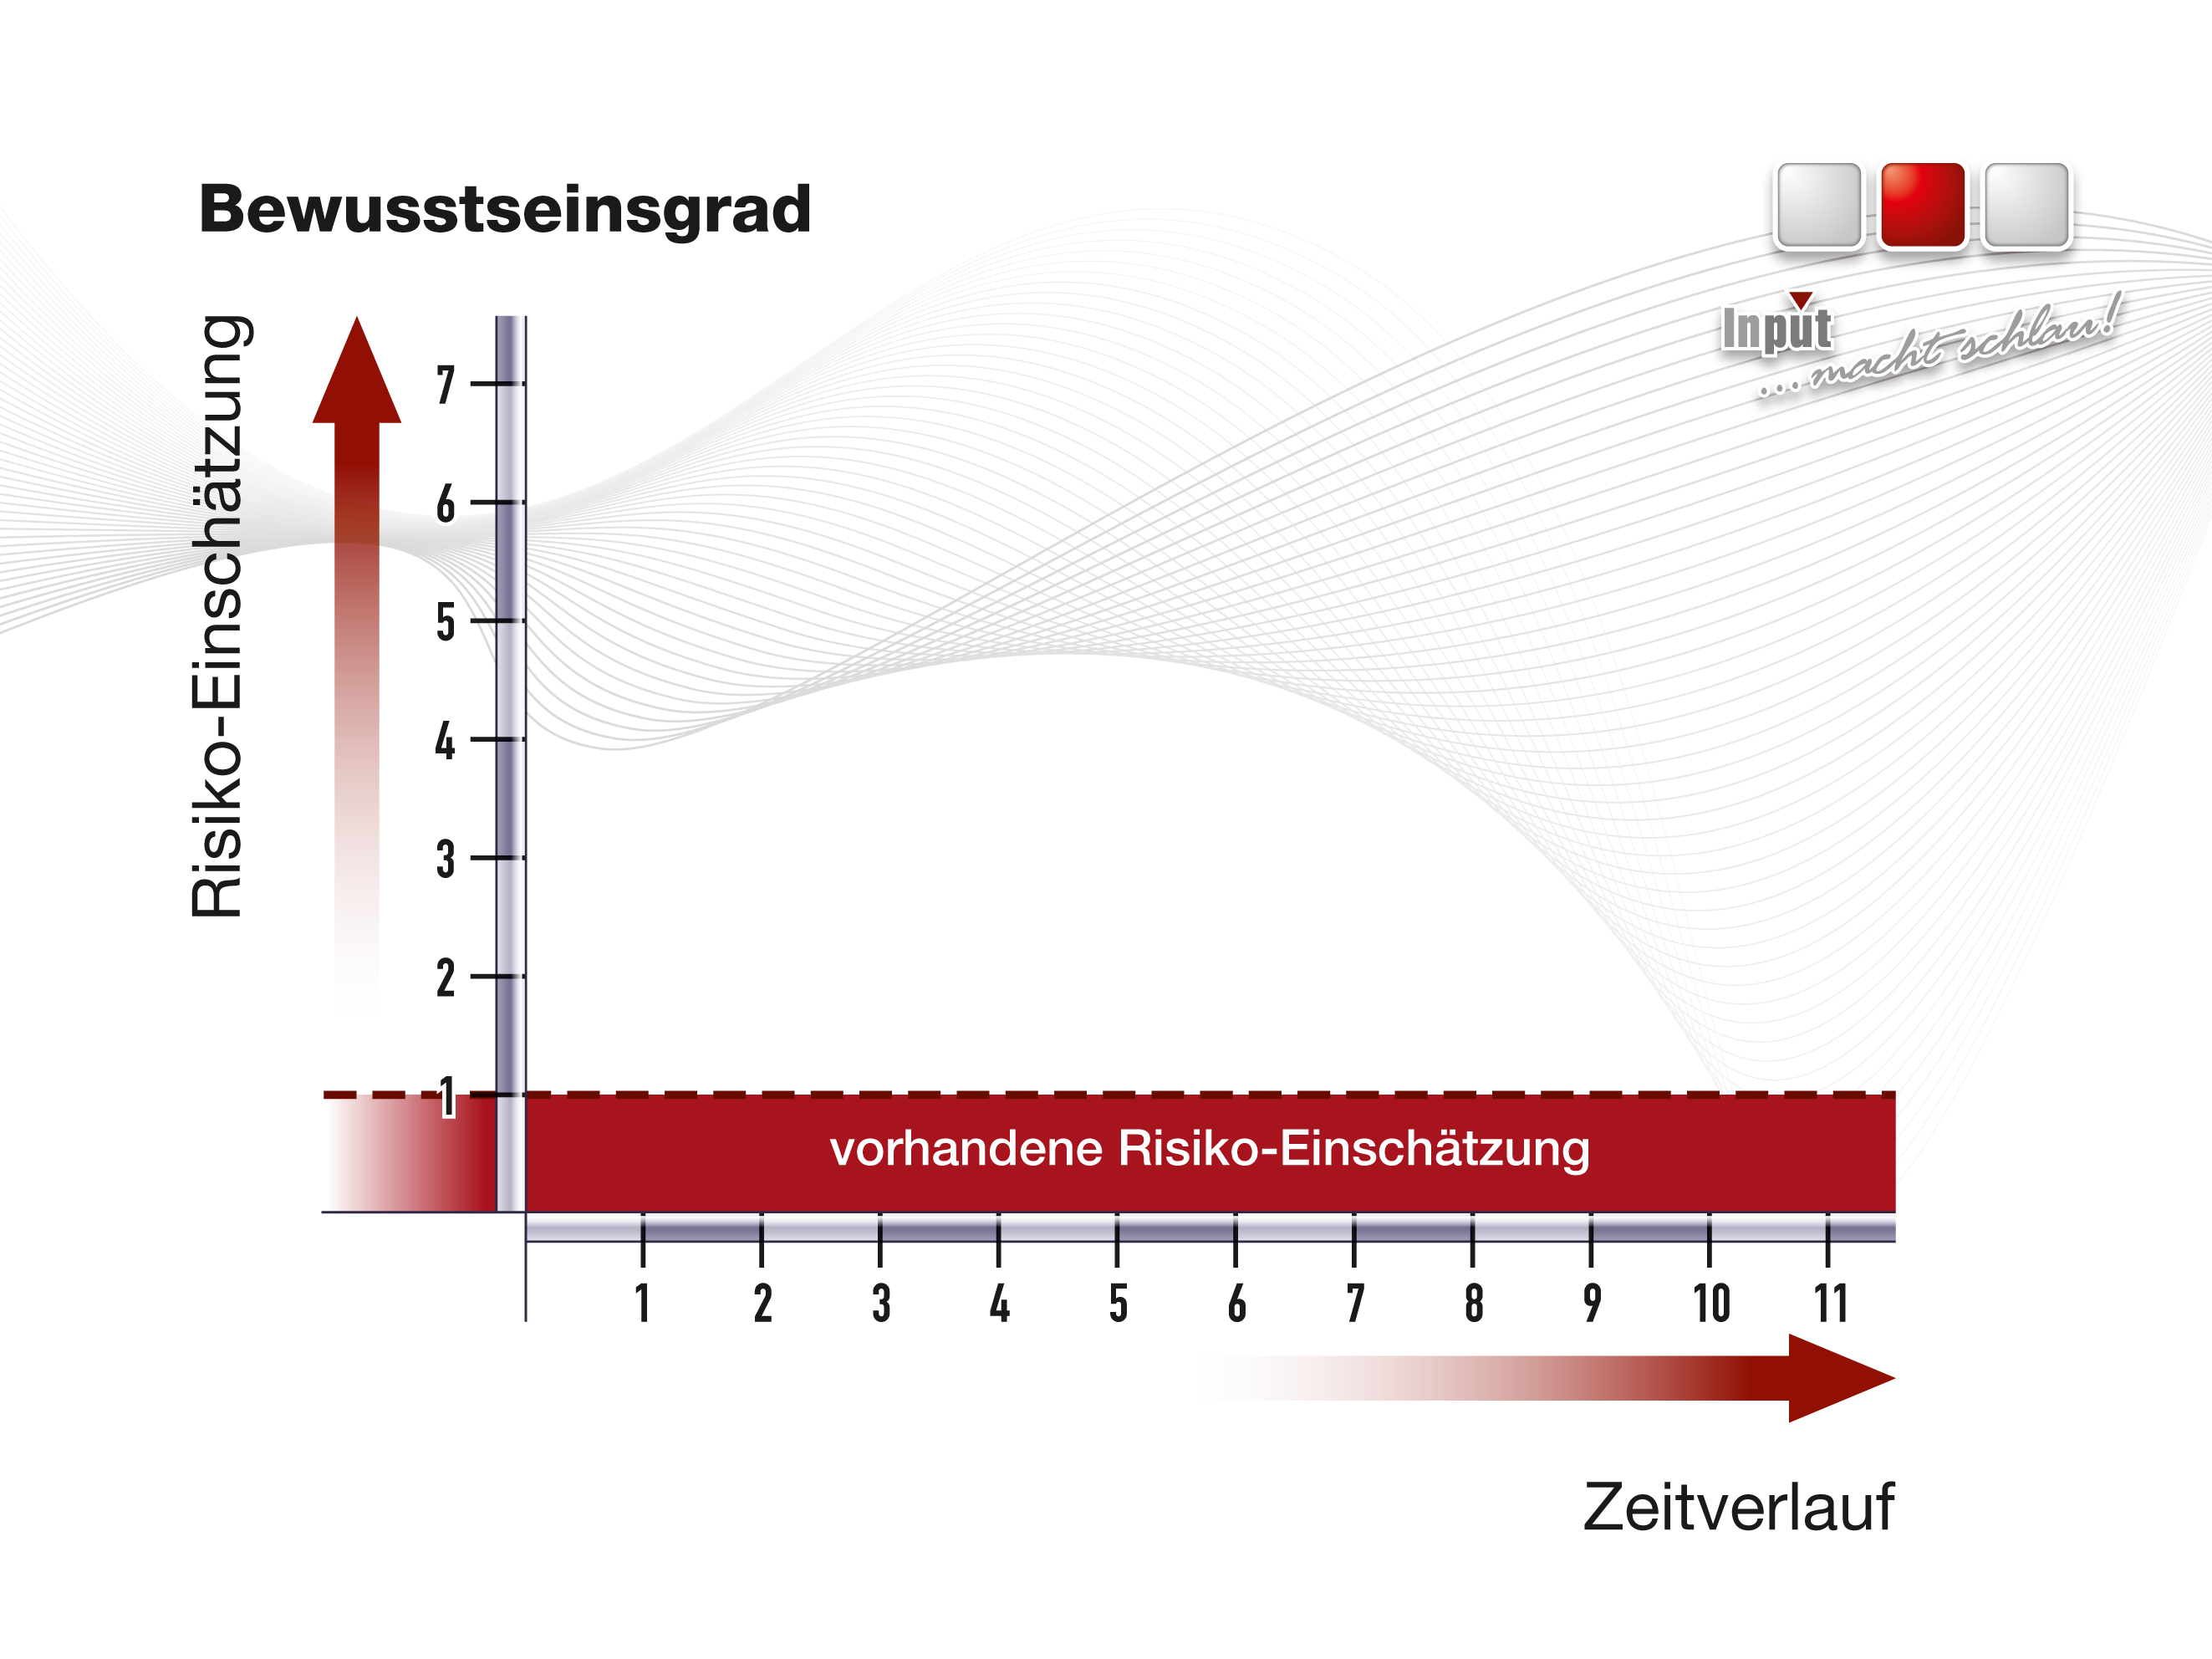 Bewusstseinsgrad
Input
... macht schlau!
Risiko-Einschätzung
7
6
5
4
3
2
1
vorhandene Risiko-Einschätzung
1 2 3 4 5 6 7 8 9 10 11
Zeitverlauf